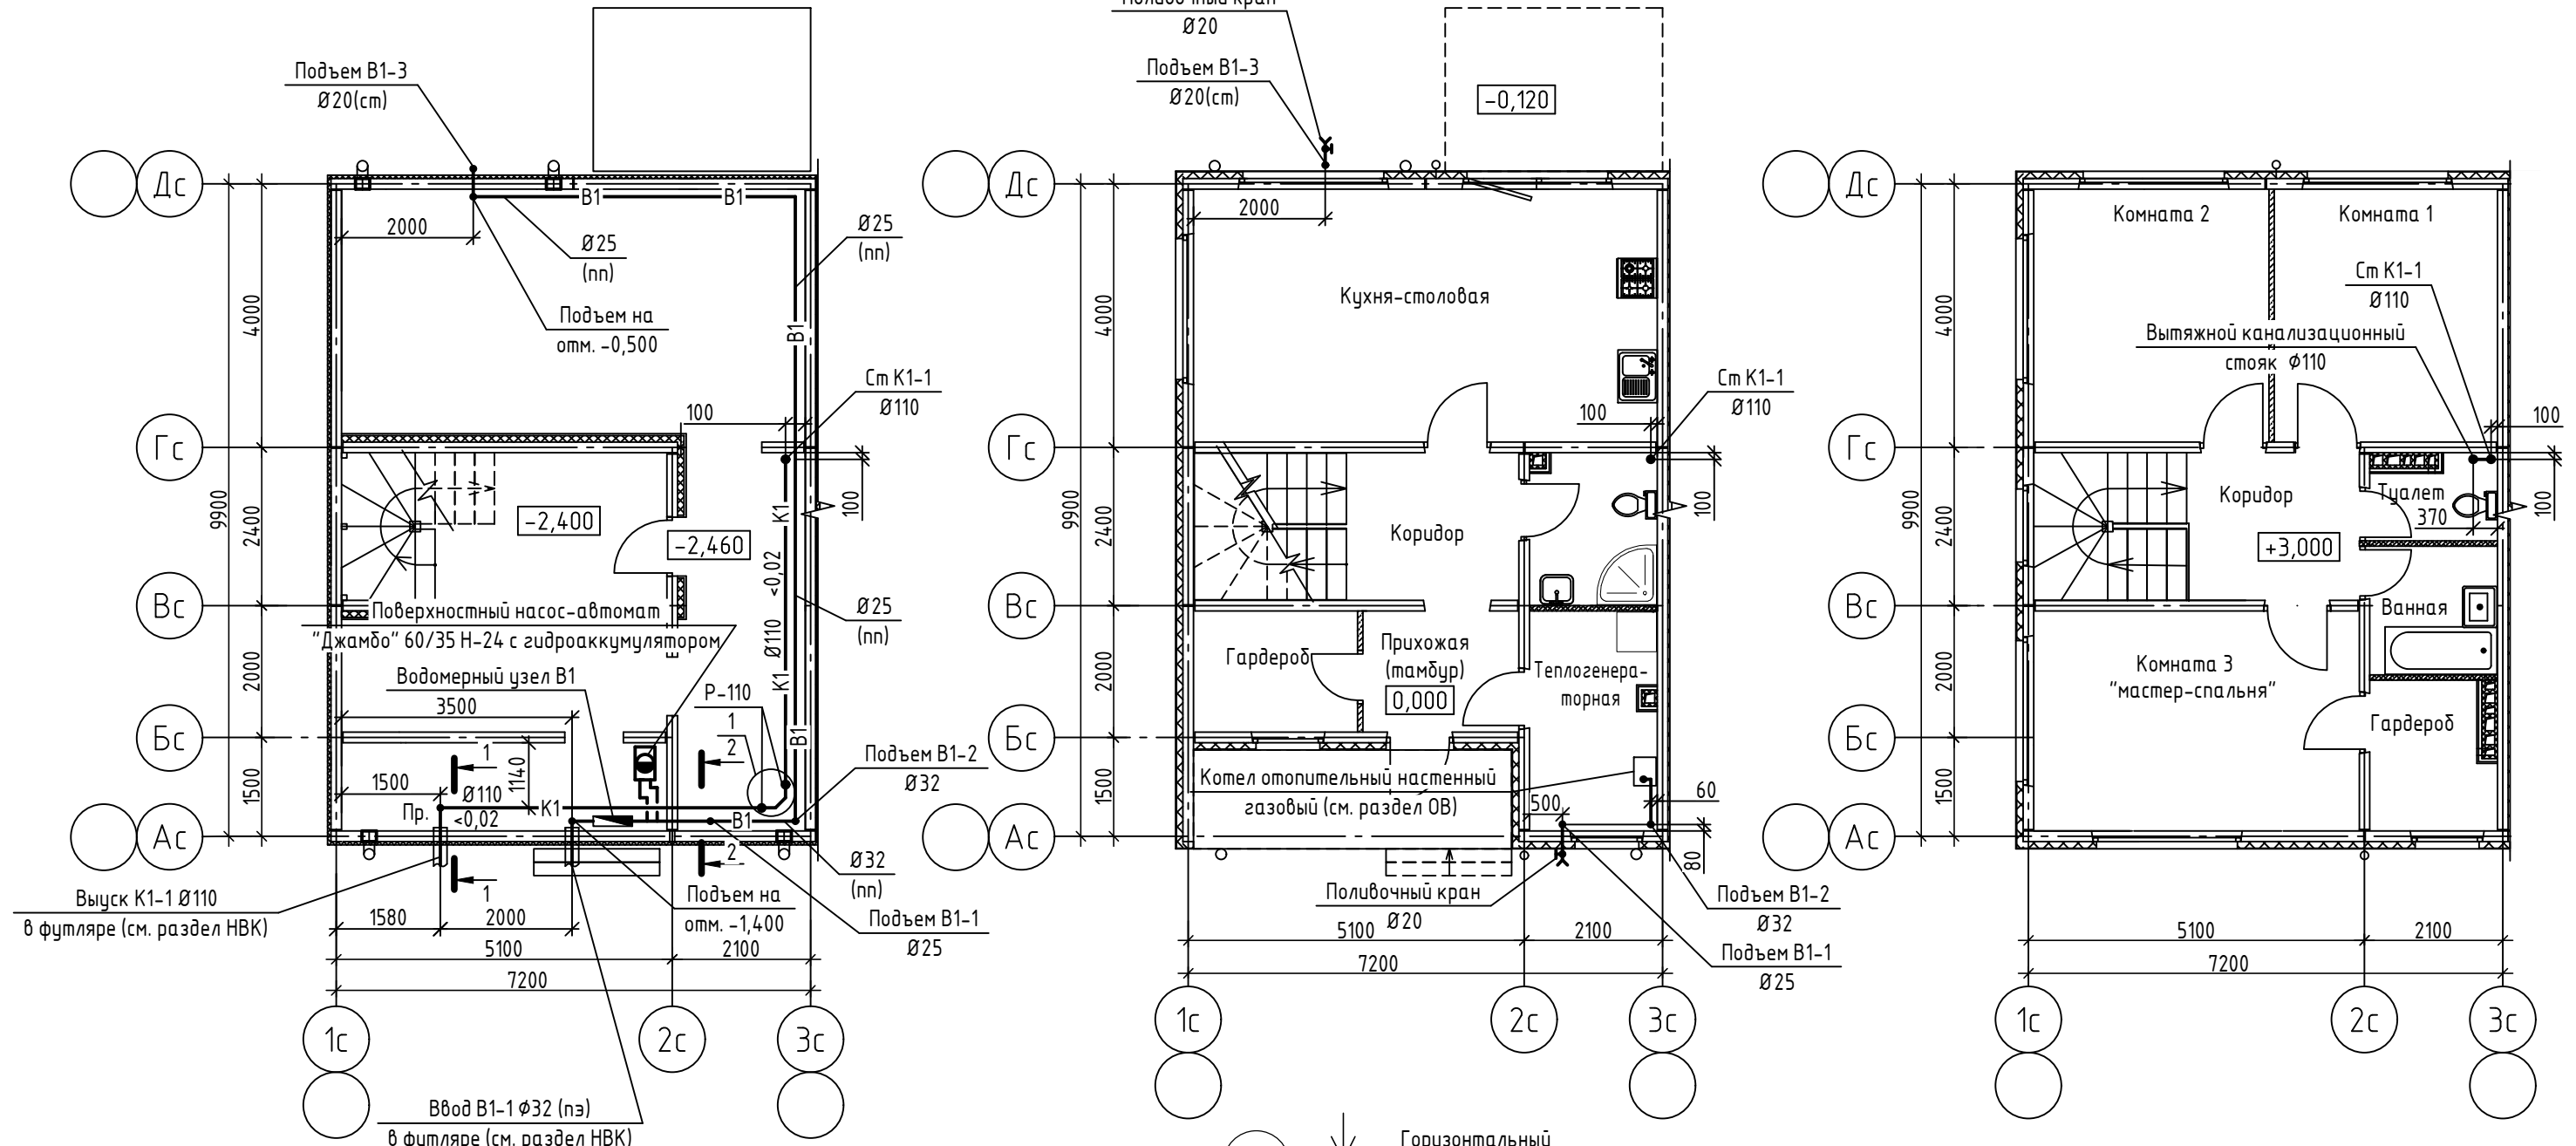 Подъем В1-3
Ø20(ст)
Дс
2000
В1
В1
Ø25
(пп)
Ø25
(пп)
Подъем на
отм. -0,500
4000
В1
Ст К1-1
Ø110
100
Гс
9900
2400
-2,400
-2,460
К1
100
<0,02
Вс
Поверхностный насос-автомат
"Джамбо" 60/35 Н-24 с гидроаккумулятором
Ø25
(пп)
Ø110
Водомерный узел В1
2000
3500
Р-110
К1
1
2
Бс
1
1140
В1
Подъем В1-2
Ø32
1500
1500
Пр.
Ø110
К1
<0,02
В1
Ас
2
Ø32
(пп)
1
Выуск К1-1 Ø110
в футляре (см. раздел НВК)
Подъем на
отм. -1,400
Подъем В1-1
Ø25
1580
2000
5100
2100
7200
1с
2с
3с
Ввод В1-1 Ø32 (пэ)
в футляре (см. раздел НВК)
Поливочный кран
Ø20
Подъем В1-3
Ø20(ст)
-0,120
Дс
2000
4000
Кухня-столовая
Ст К1-1
Ø110
100
Гс
100
9900
2400
Коридор
Вс
2000
Гардероб
Прихожая
(тамбур)
0,000
Теплогенера-
торная
Бс
1500
Котел отопительный настенный
газовый (см. раздел ОВ)
500
60
Ас
80
Поливочный кран
Ø20
Подъем В1-2
Ø32
Подъем В1-1
Ø25
5100
2100
7200
1с
2с
3с
Горизонтальный
Дс
Комната 2
Комната 1
Ст К1-1
Ø110
4000
Вытяжной канализационный
стояк Ø110
100
Гс
9900
2400
Коридор
Туалет
370
100
+3,000
Вс
Ванная
2000
Комната 3
"мастер-спальня"
Гардероб
Бс
1500
Ас
5100
2100
7200
1с
2с
3с